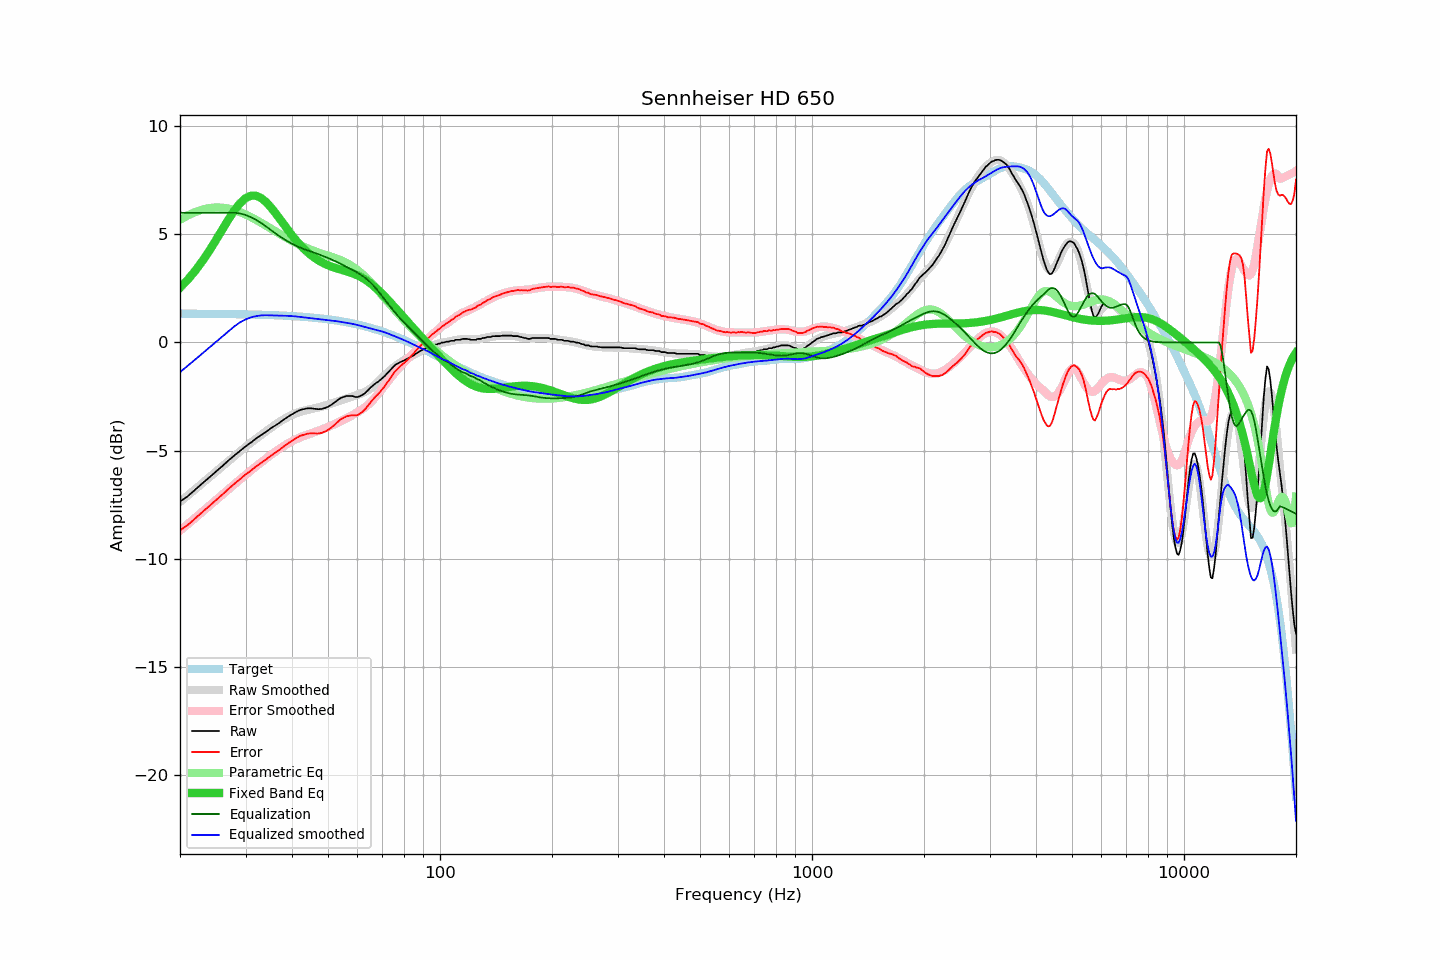 Sennheiser HD 650
10
5
0
−5
−10
−15
−20
Amplitude (dBr)
Target
Raw Smoothed
Error Smoothed
Raw
Error
Parametric Eq
Fixed Band Eq
Equalization
Equalized smoothed
100 1000 10000
Frequency (Hz)